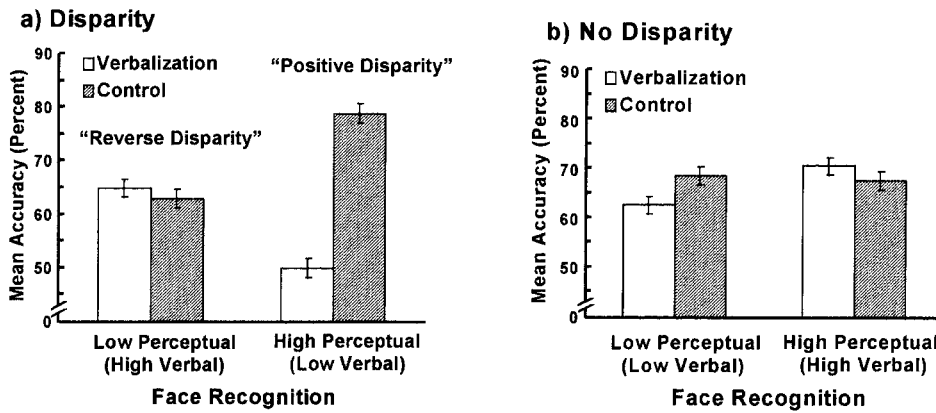 a) Disparity
Mean Accuracy (Percent)
90
80
70
60
50
0
Verbalization
Control
"Positive Disparity"
"Reverse Disparity"
Low Perceptual
(High Verbal)
High Perceptual
(Low Verbal)
Face Recognition
b) No Disparity
Mean Accuracy (Percent)
90
80
70
60
50
0
Verbalization
Control
Low Perceptual
(Low Verbal)
High Perceptual
(High Verbal)
Face Recognition